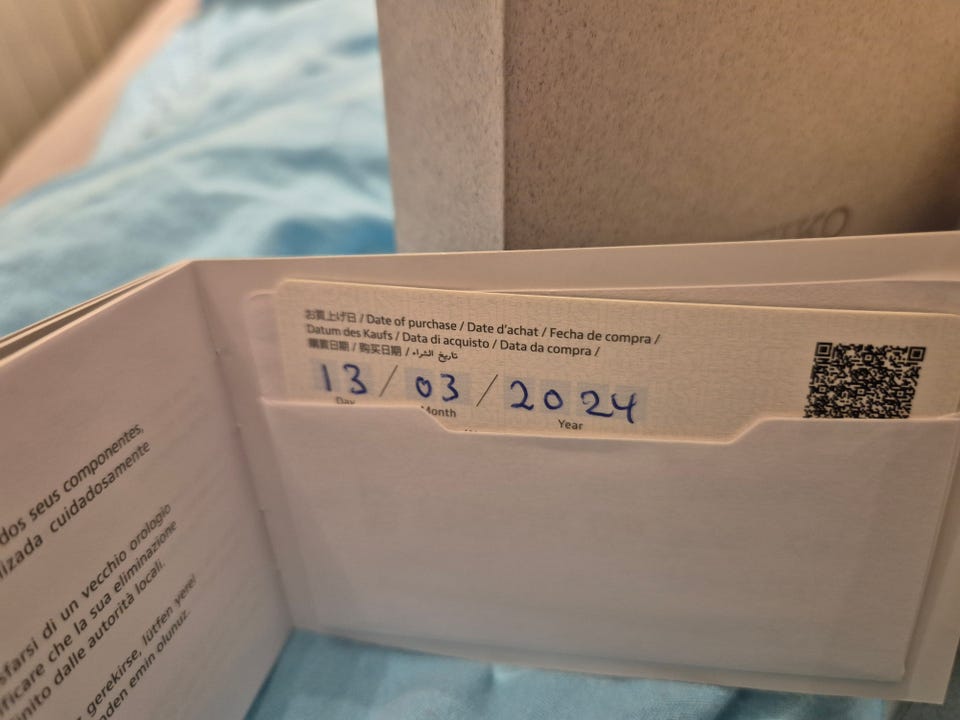 dos seus componentes,
lizada cuidadosamente
sfarsi di un vecchio orologio
ificare che la sua eliminazione
nito dalle autorità locali.
gerekirse, lütfen yerel
nden emin olunuz.
お買上げ日 / Date of purchase / Date d'achat / Fecha de compra /
Datum des Kaufs / Data di acquisto / Data da compra /
購買日期 / 购买日期 / تاريخ الشراء
13 / 03 / 2024
Day Month Year